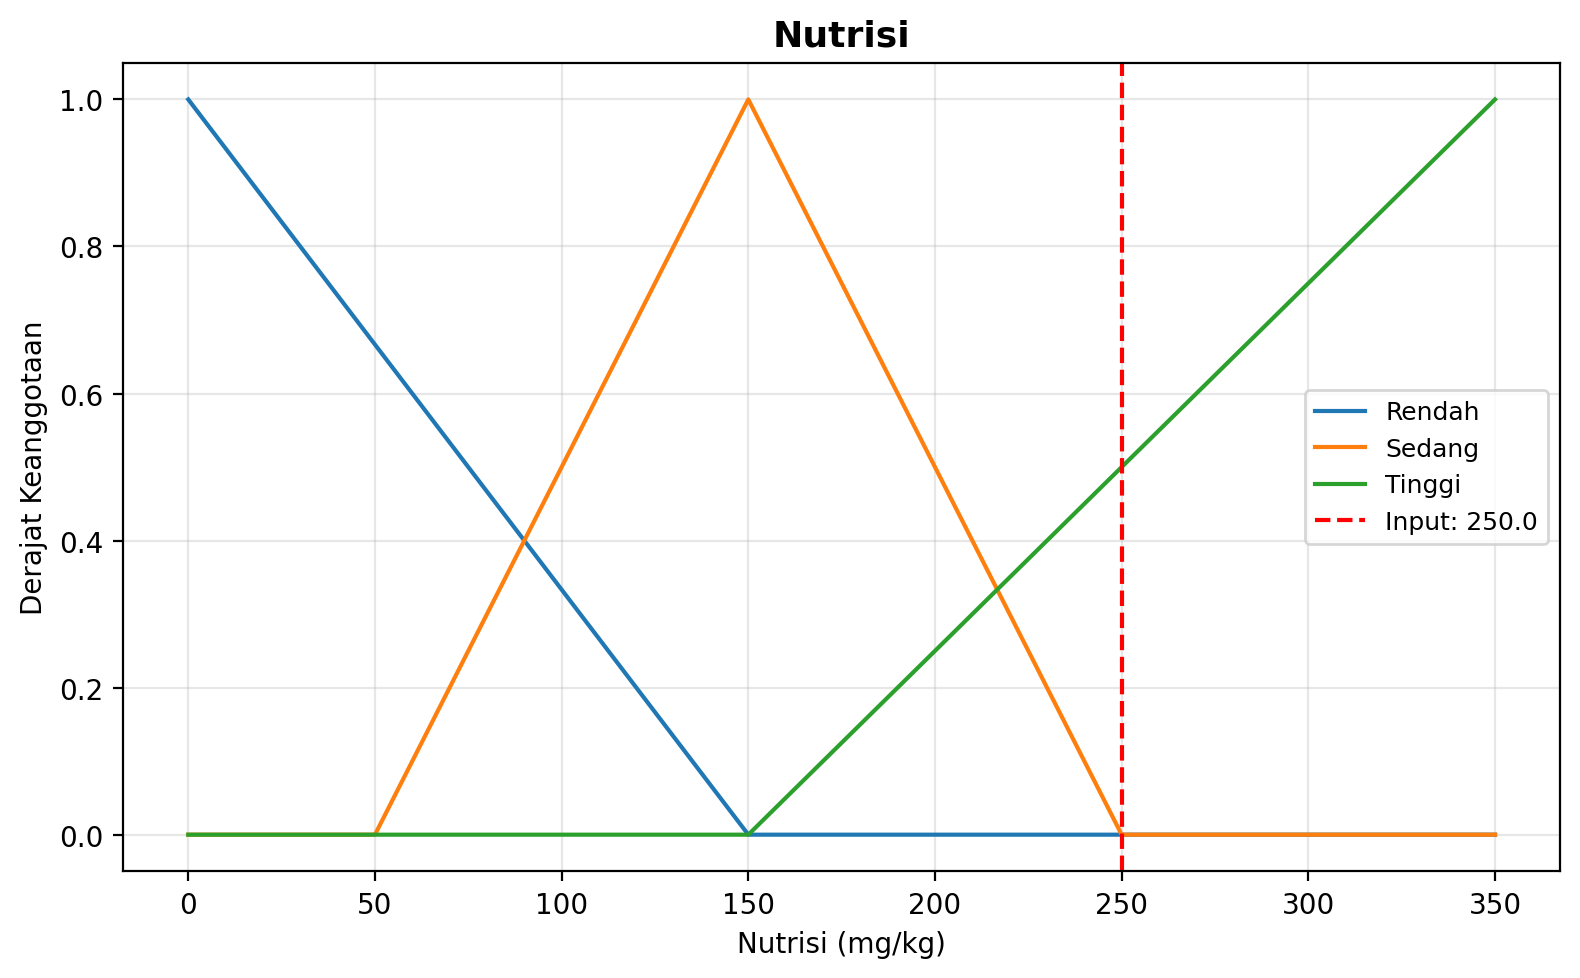 Nutrisi
Derajat Keanggotaan
1.0
0.8
0.6
0.4
0.2
0.0
Rendah
Sedang
Tinggi
Input: 250.0
0 50 100 150 200 250 300 350
Nutrisi (mg/kg)